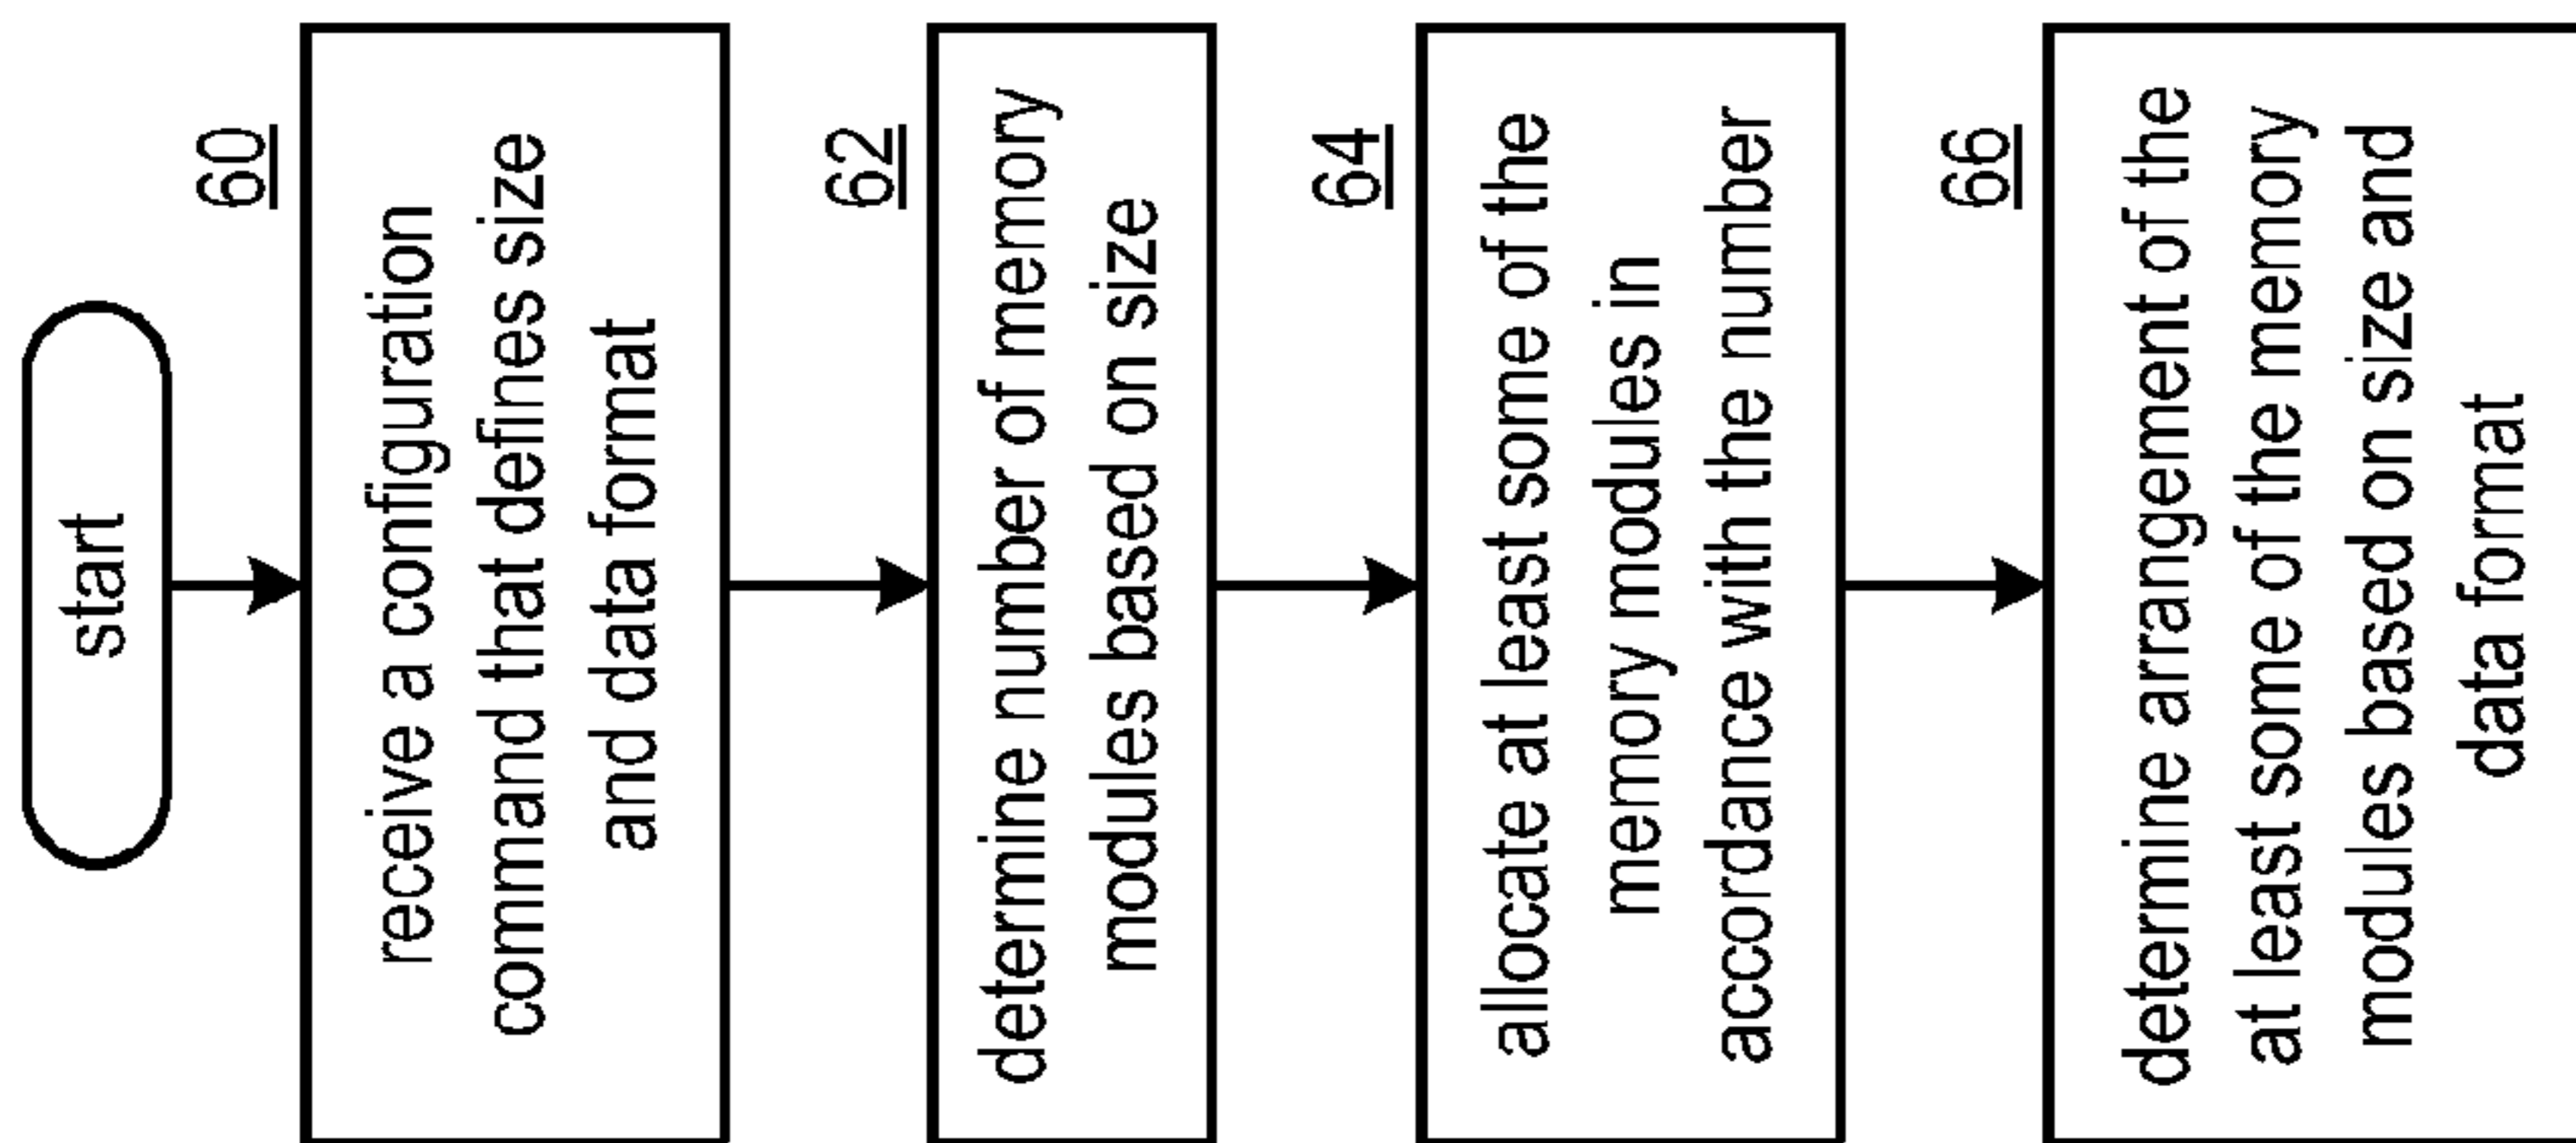 start
60
receive a configuration
command that defines size
and data format
62
determine number of memory
modules based on size
64
allocate at least some of the
memory modules in
accordance with the number
66
determine arrangement of the
at least some of the memory
modules based on size and
data format